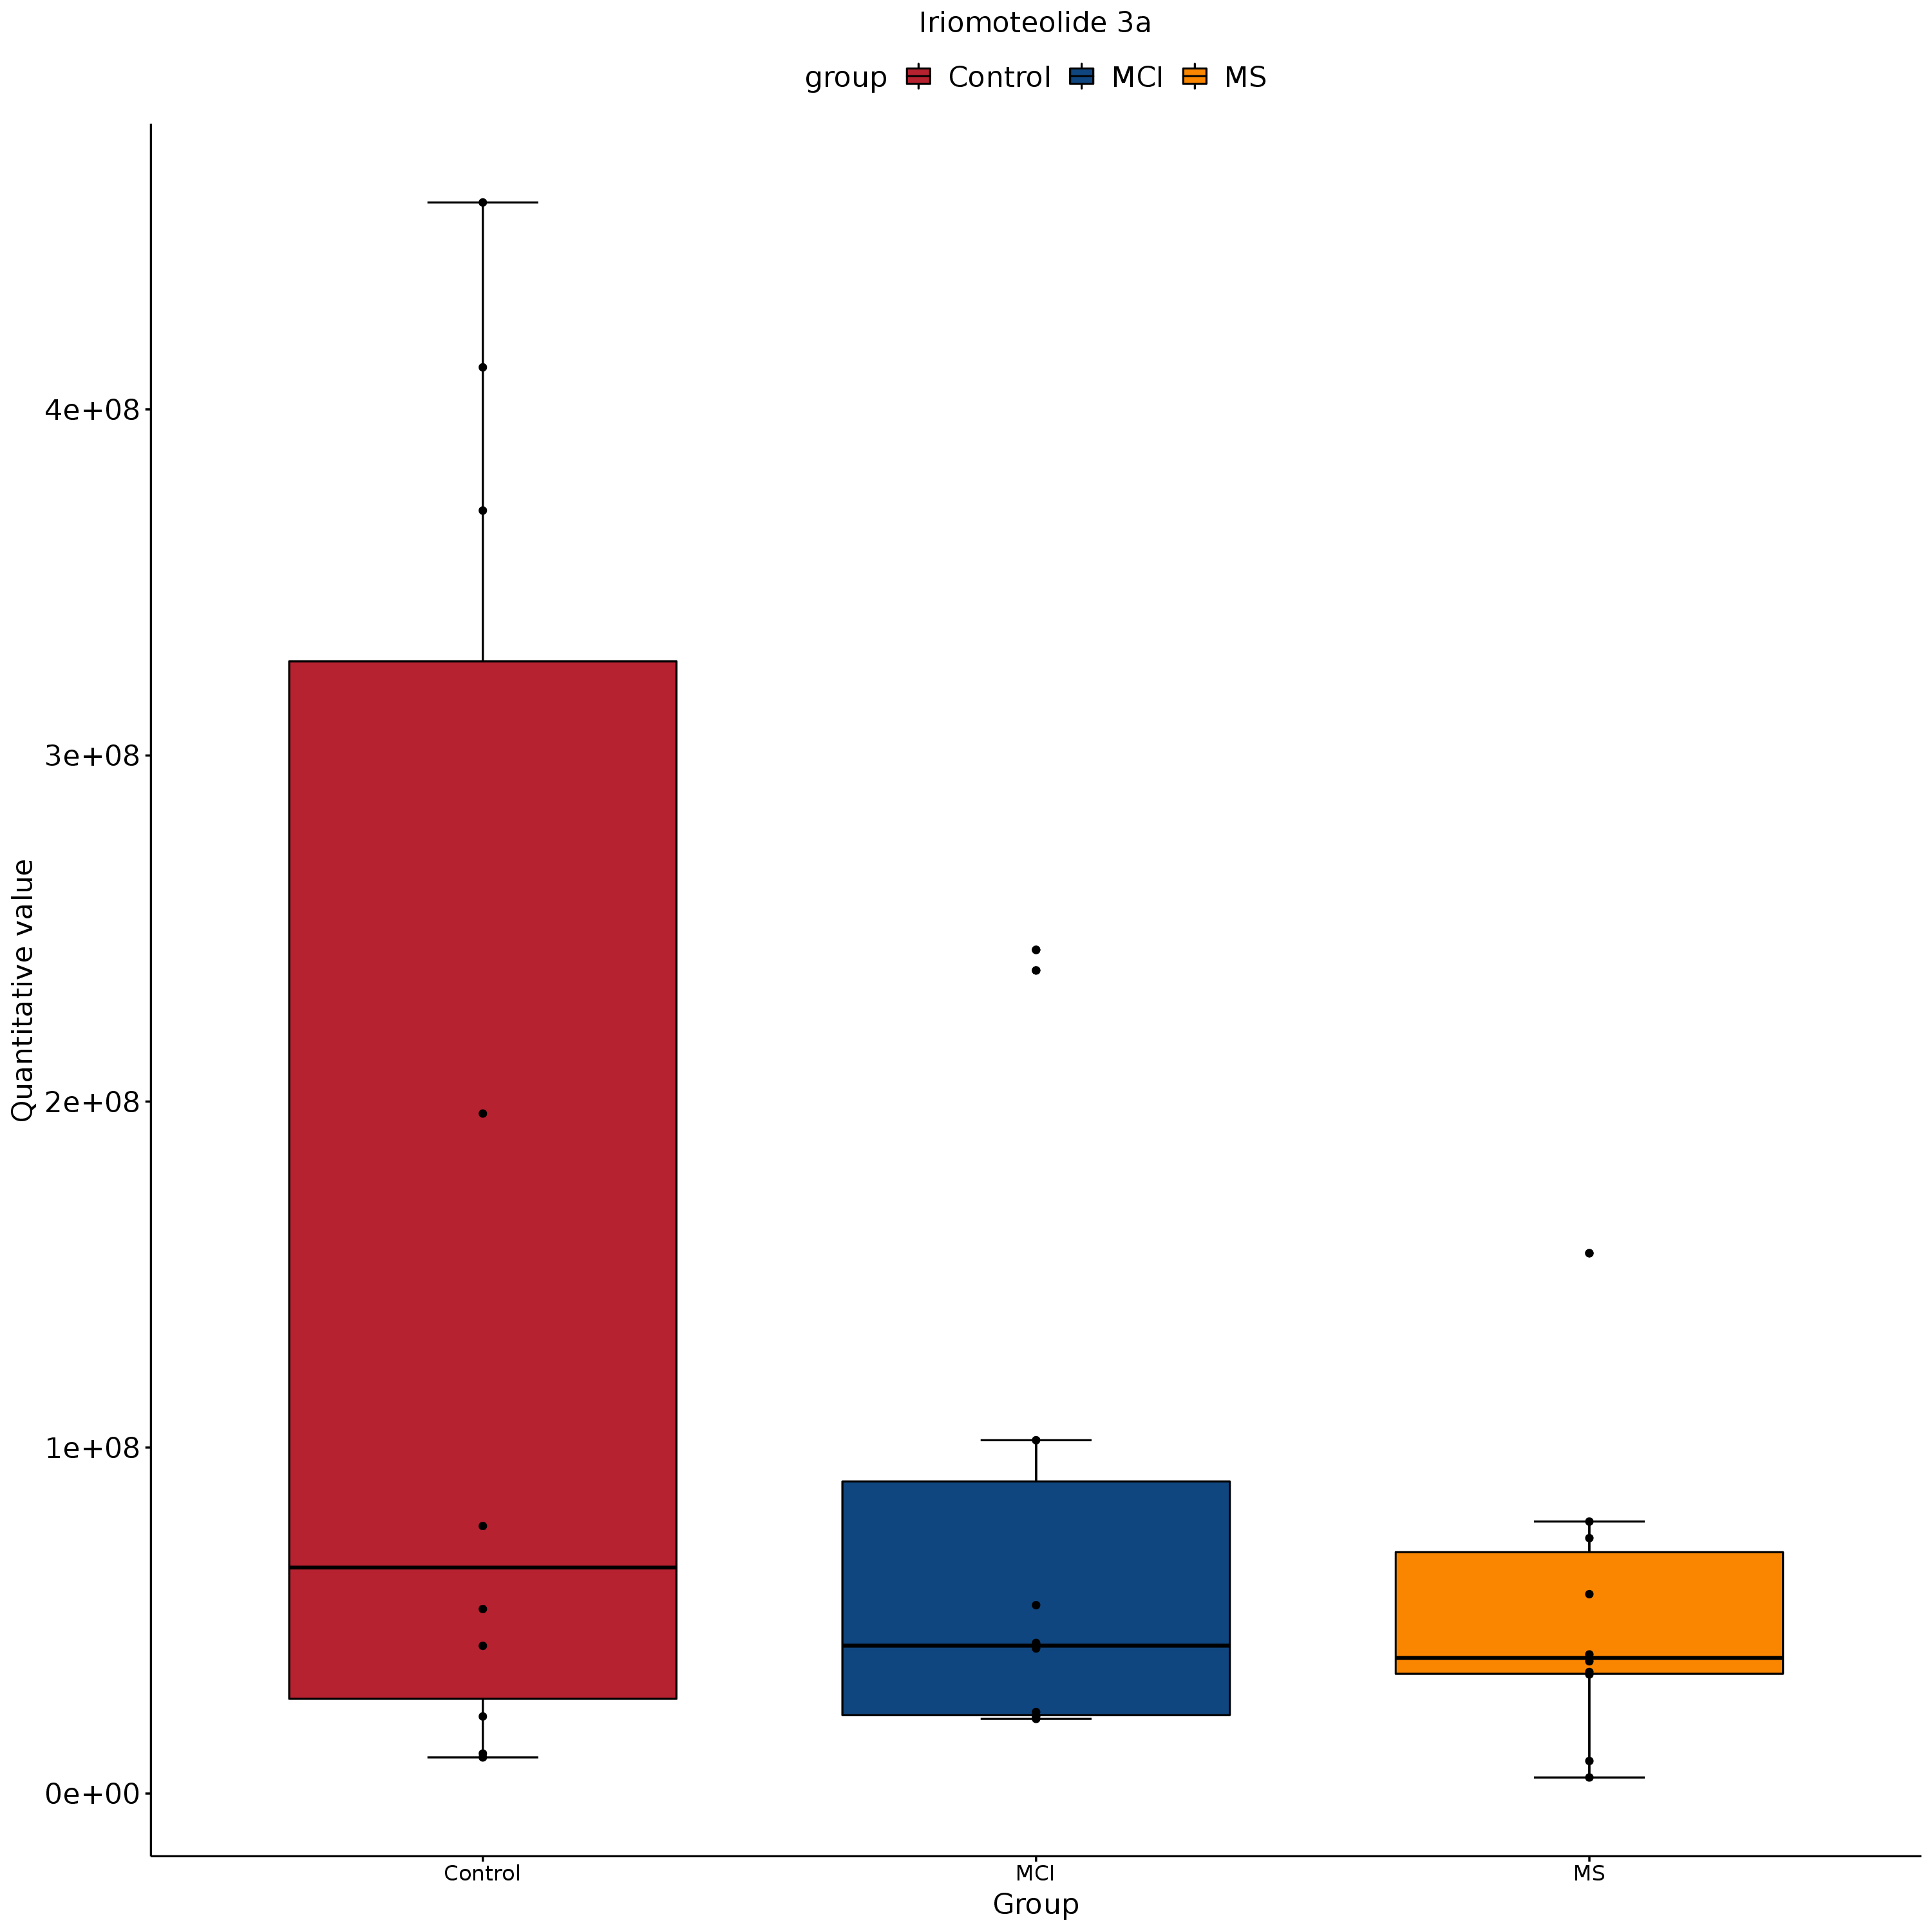 Iriomoteolide 3a
group Control MCI MS
Quantitative value
4e+08
3e+08
2e+08
1e+08
0e+00
Control MCI MS
Group